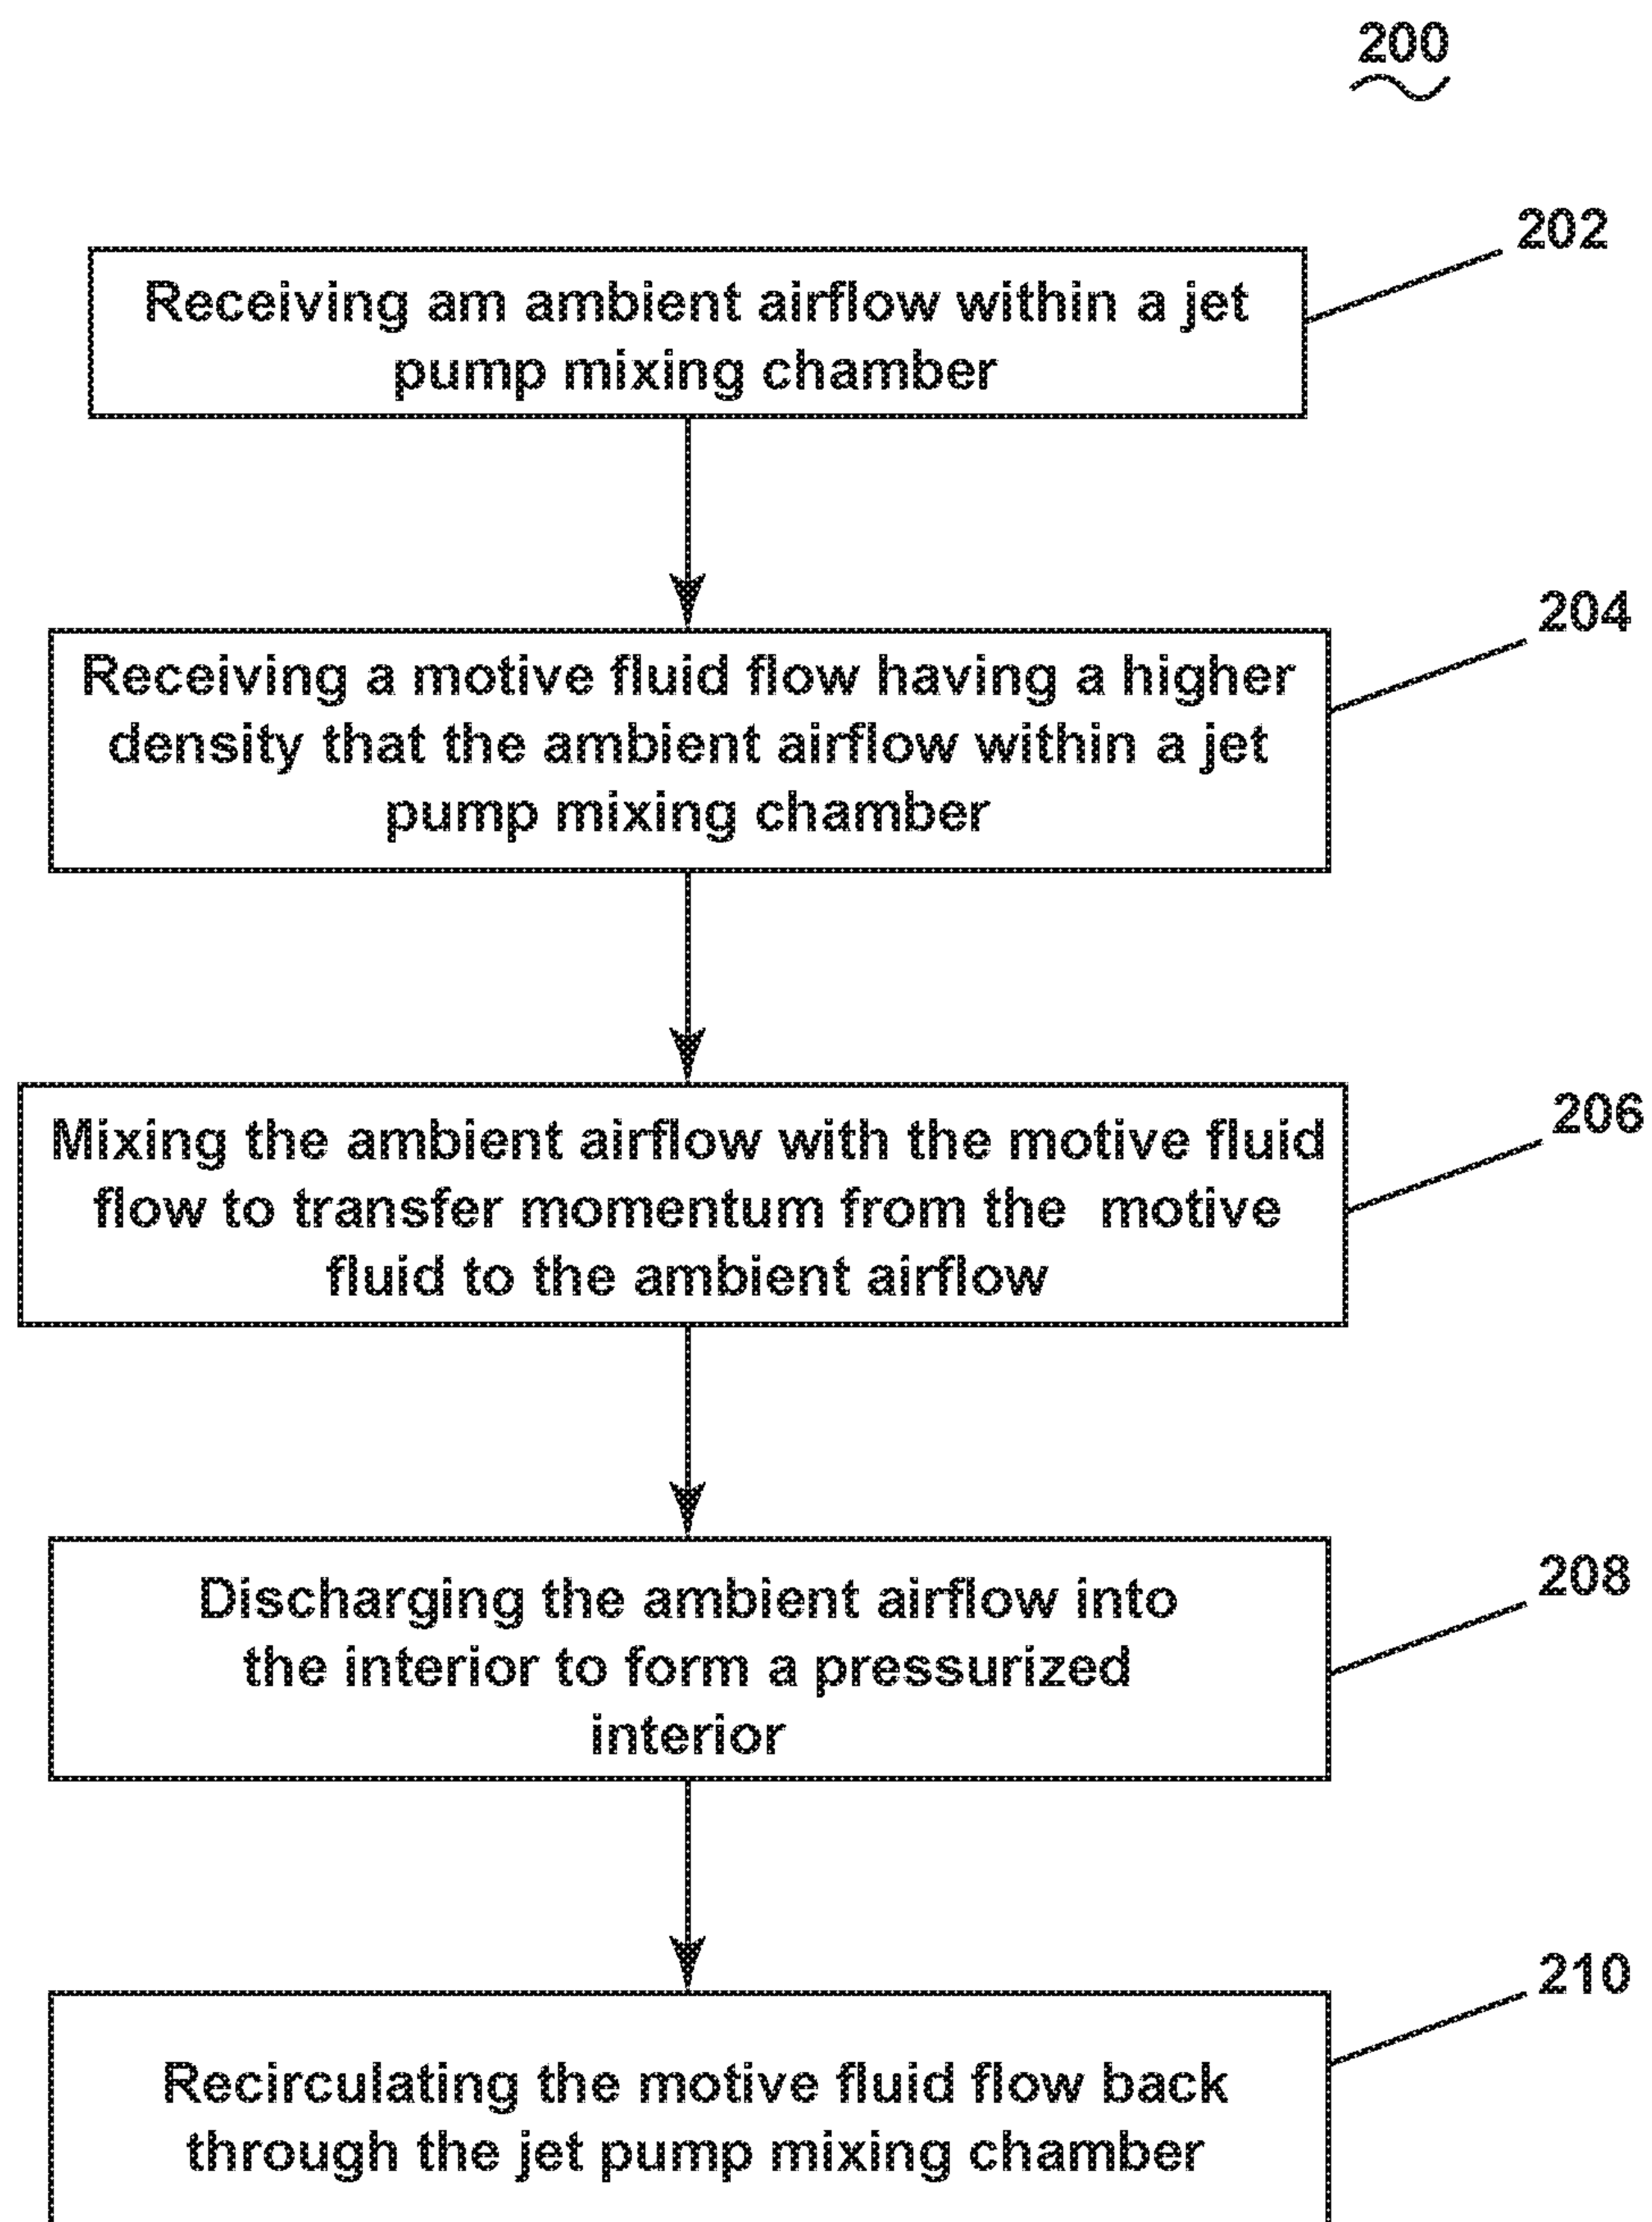 200
202
Receiving am ambient airflow within a jet
pump mixing chamber
204
Receiving a motive fluid flow having a higher
density that the ambient airflow within a jet
pump mixing chamber
206
Mixing the ambient airflow with the motive fluid
flow to transfer momentum from the motive
fluid to the ambient airflow
208
Discharging the ambient airflow into
the interior to form a pressurized
interior
210
Recirculating the motive fluid flow back
through the jet pump mixing chamber